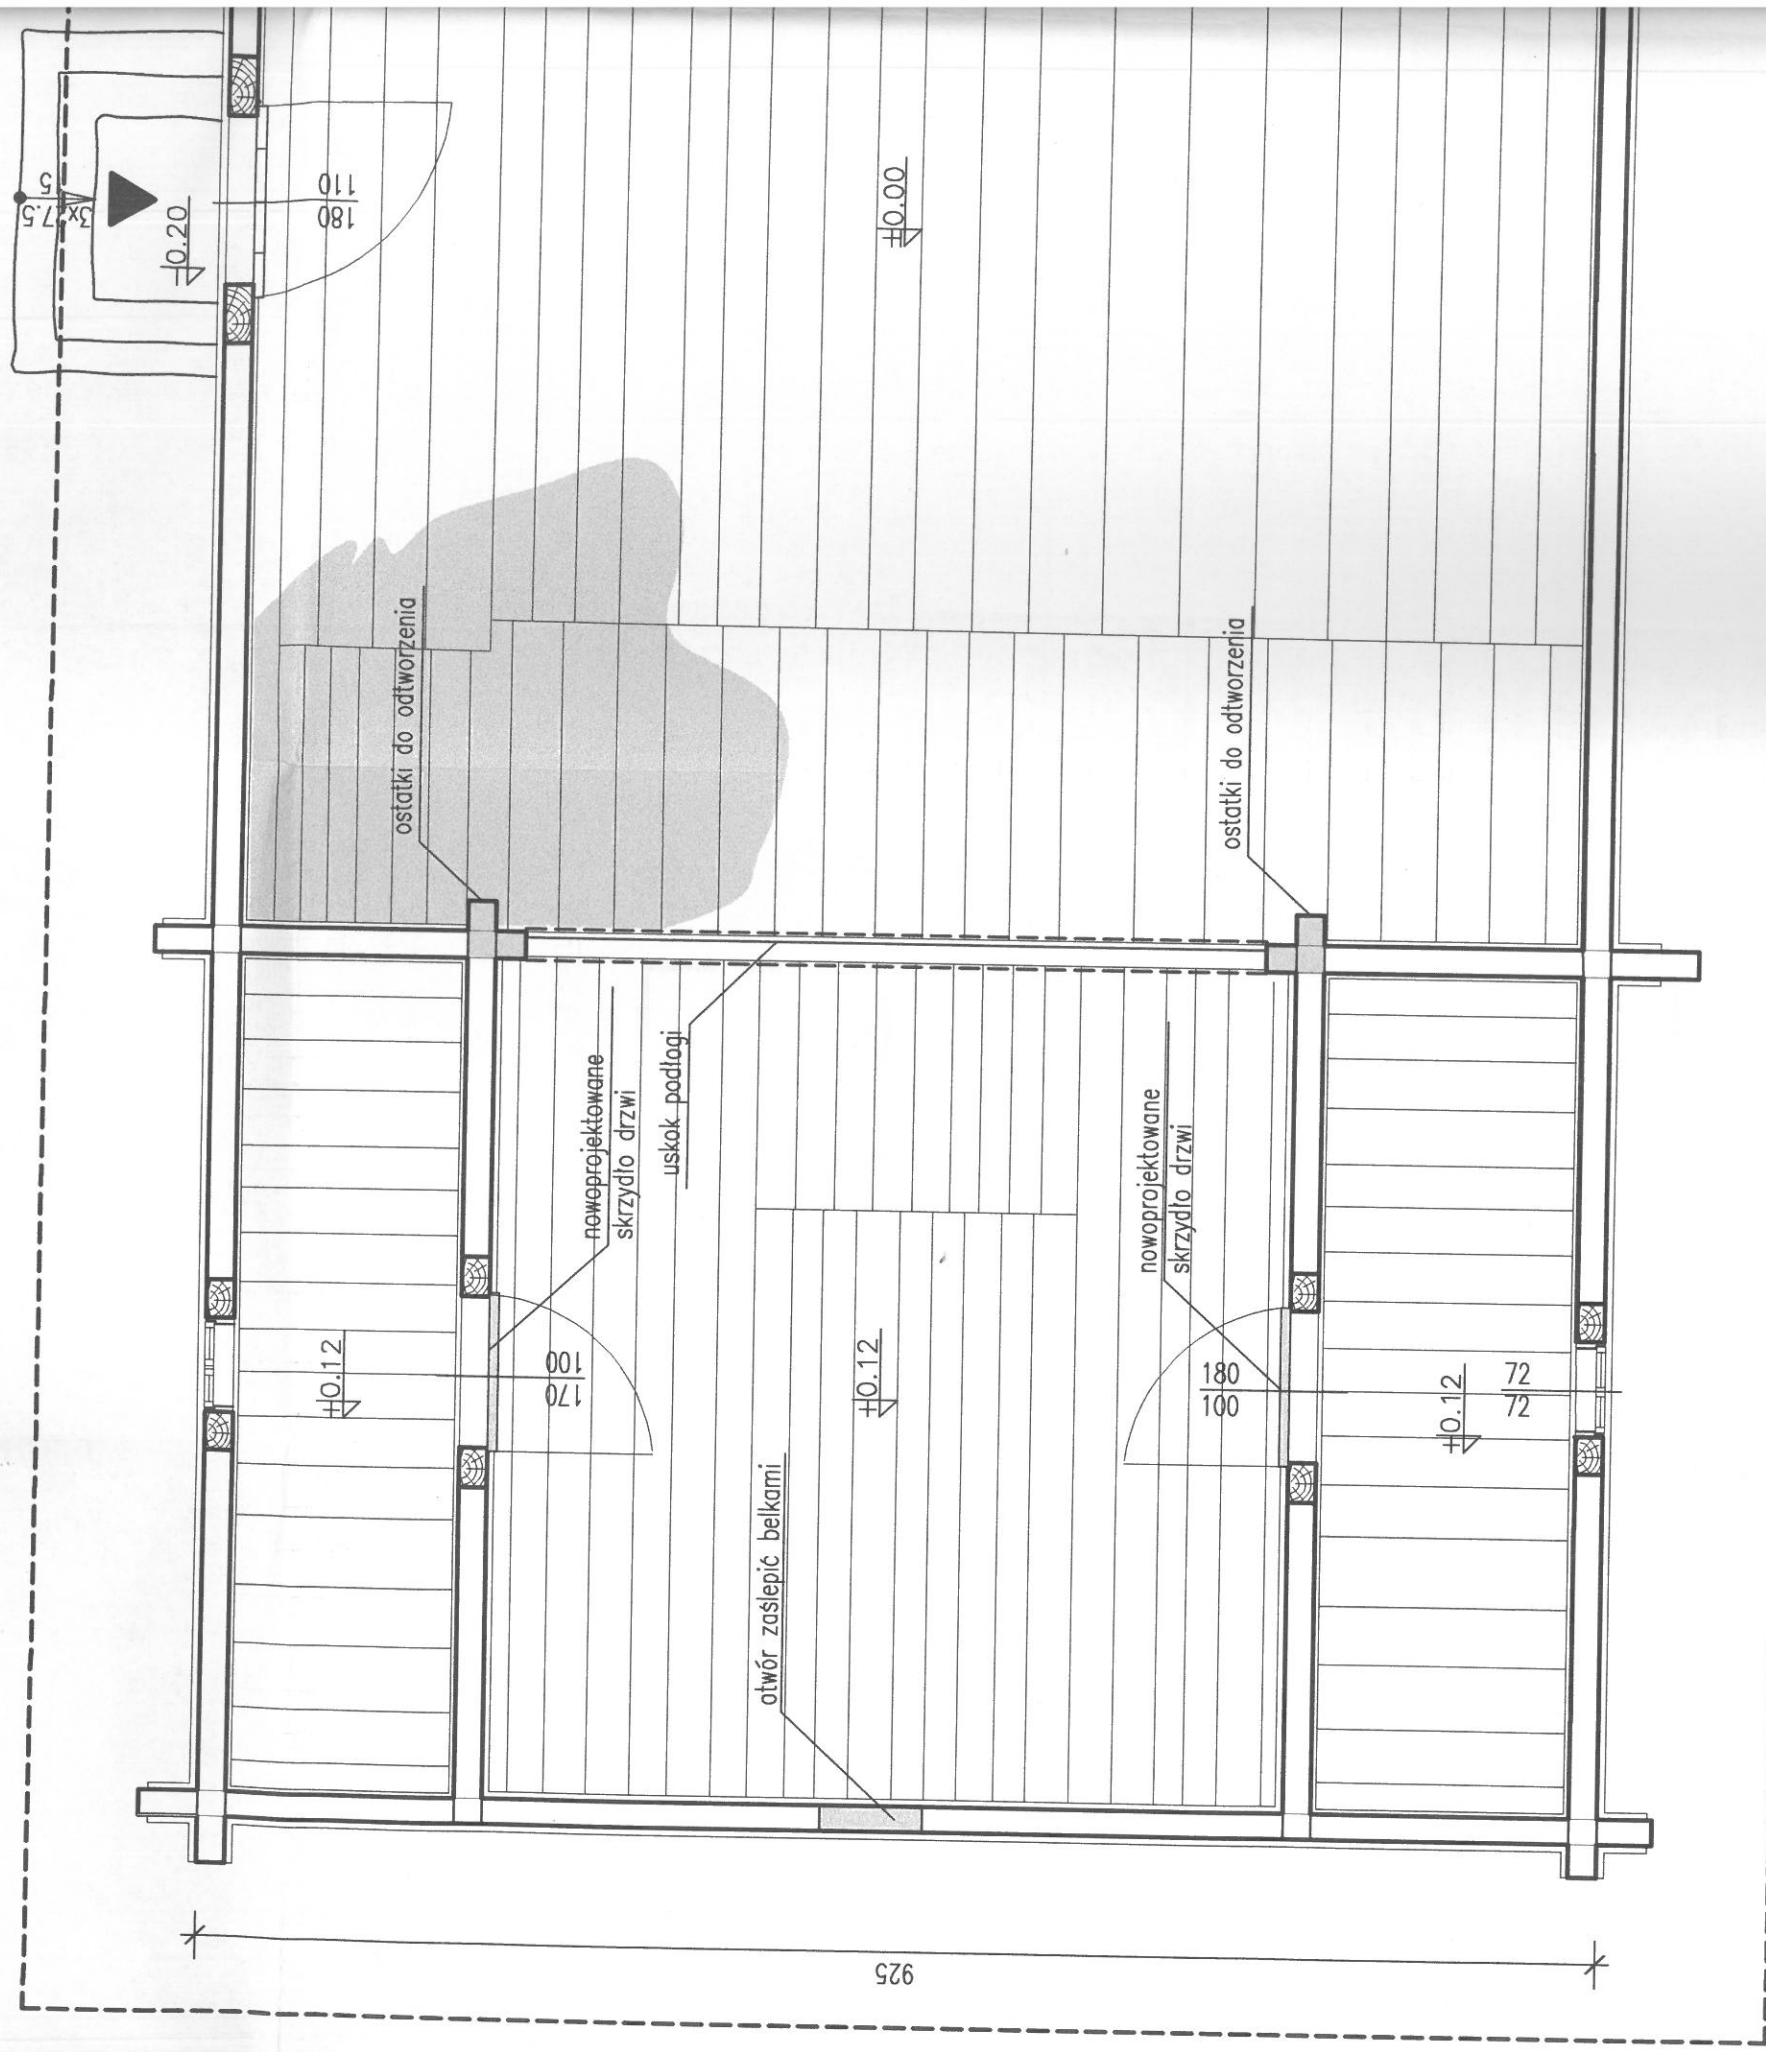 5
3x17.5
+0.20
110
180
±0.00
ostatki do odtworzenia
ostatki do odtworzenia
nowoprojektowane
skrzydło drzwi
uskok podłogi
nowoprojektowane
skrzydło drzwi
+0.12
100
170
+0.12
180
100
+0.12
72
72
otwór zaślepić belkami
925